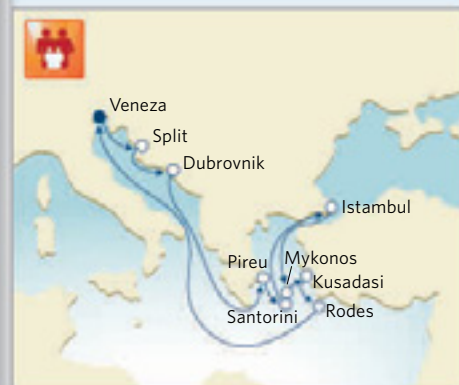 Veneza
Split
Dubrovnik
Istambul
Pireu
Mykonos
Kusadasi
Santorini
Rodes